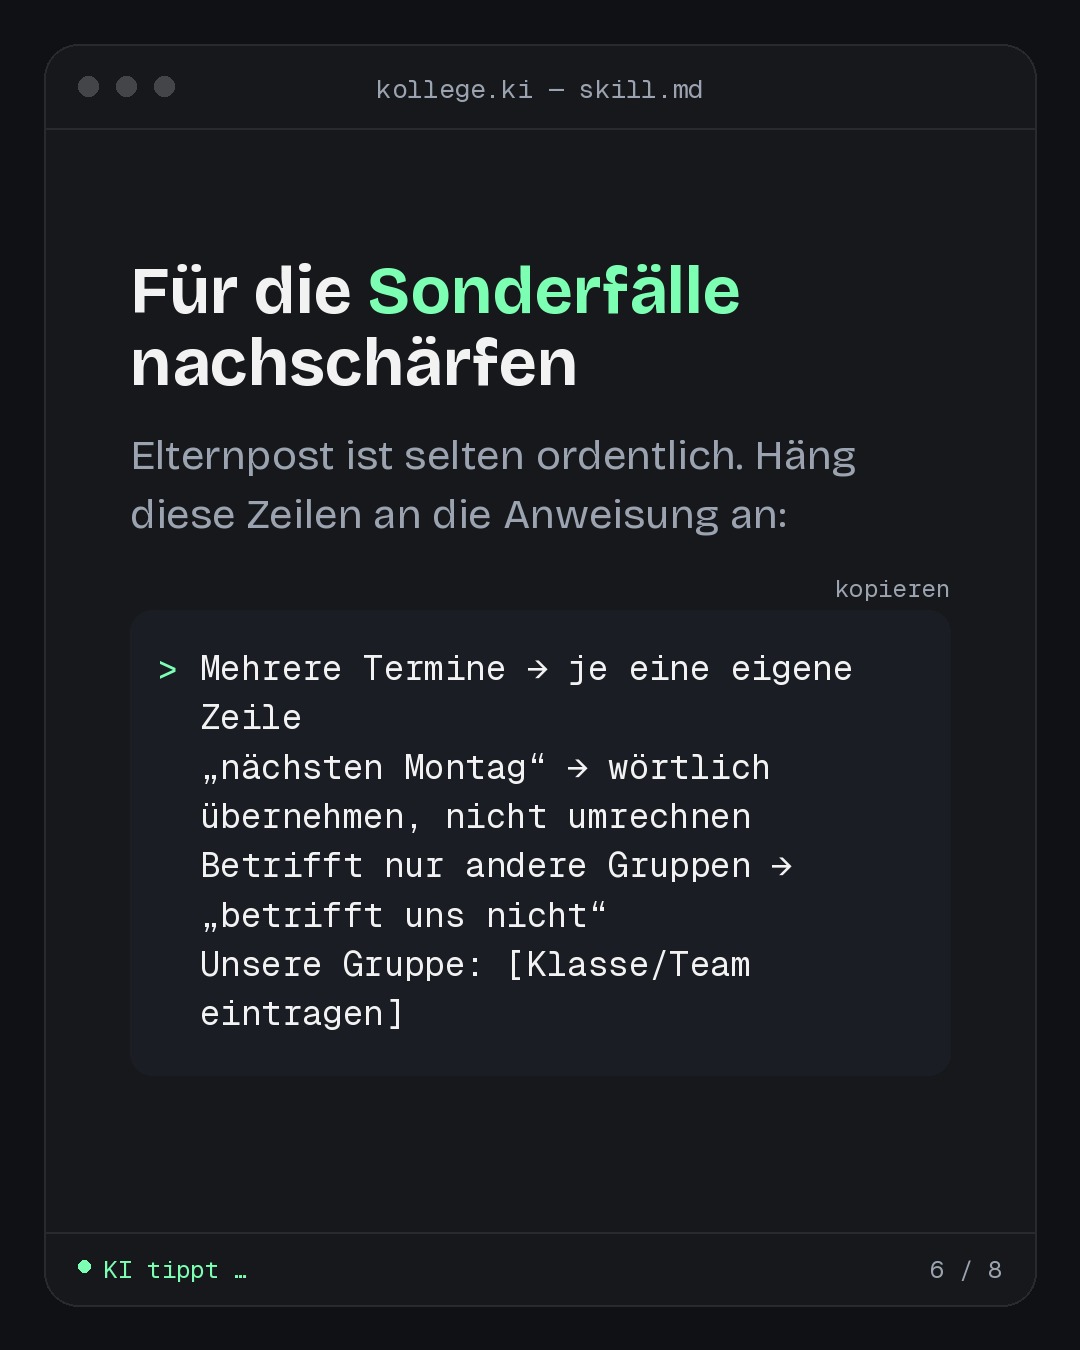 kollege.ki — skill.md
Für die Sonderfälle
nachschärfen
Elternpost ist selten ordentlich. Häng
diese Zeilen an die Anweisung an:
kopieren
> Mehrere Termine → je eine eigene
Zeile
„nächsten Montag“ → wörtlich
übernehmen, nicht umrechnen
Betrifft nur andere Gruppen →
„betrifft uns nicht“
Unsere Gruppe: [Klasse/Team
eintragen]
KI tippt …
6 / 8